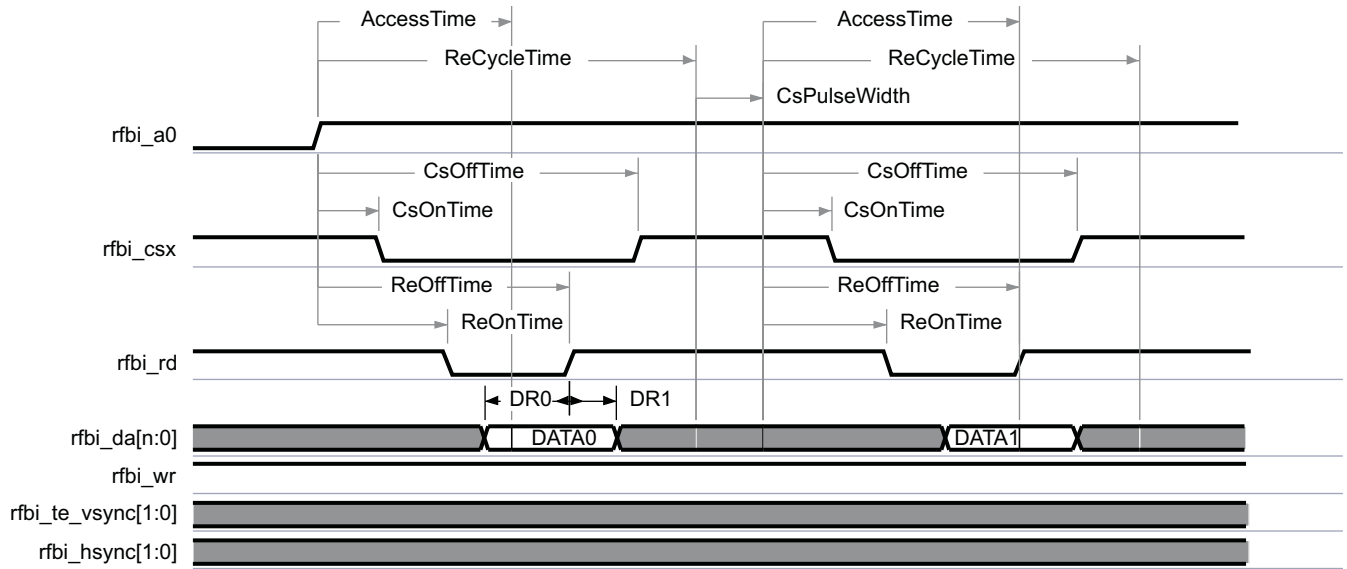 AccessTime AccessTime
ReCycleTime ReCycleTime
CsPulseWidth
rfbi_a0
CsOffTime CsOffTime
CsOnTime CsOnTime
rfbi_csx
ReOffTime ReOffTime
ReOnTime ReOnTime
rfbi_rd
DR0 DR1
rfbi_da[n:0] DATA0 DATA1
rfbi_wr
rfbi_te_vsync[1:0]
rfbi_hsync[1:0]